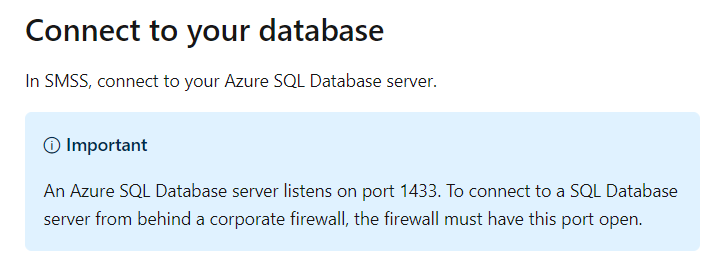 Connect to your database
In SMSS, connect to your Azure SQL Database server.
Important
An Azure SQL Database server listens on port 1433. To connect to a SQL Database
server from behind a corporate firewall, the firewall must have this port open.